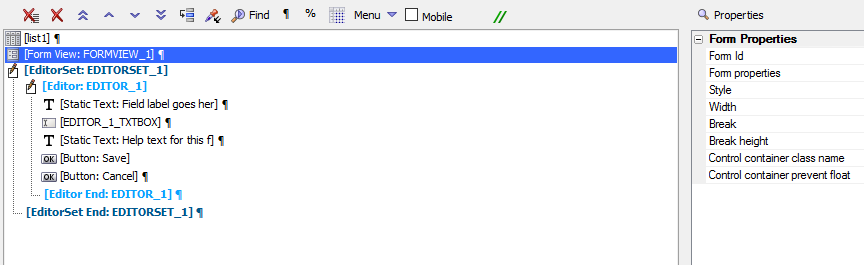 Find ¶ % Menu Mobile //
[list1] ¶
[Form View: FORMVIEW_1] ¶
[EditorSet: EDITORSET_1] ¶
[Editor: EDITOR_1] ¶
T [Static Text: Field label goes her] ¶
[EDITOR_1_TXTBOX] ¶
T [Static Text: Help text for this f] ¶
OK [Button: Save]
OK [Button: Cancel] ¶
[Editor End: EDITOR_1] ¶
[EditorSet End: EDITORSET_1] ¶
Properties
Form Properties
Form Id
Form properties
Style
Width
Break
Break height
Control container class name
Control container prevent float